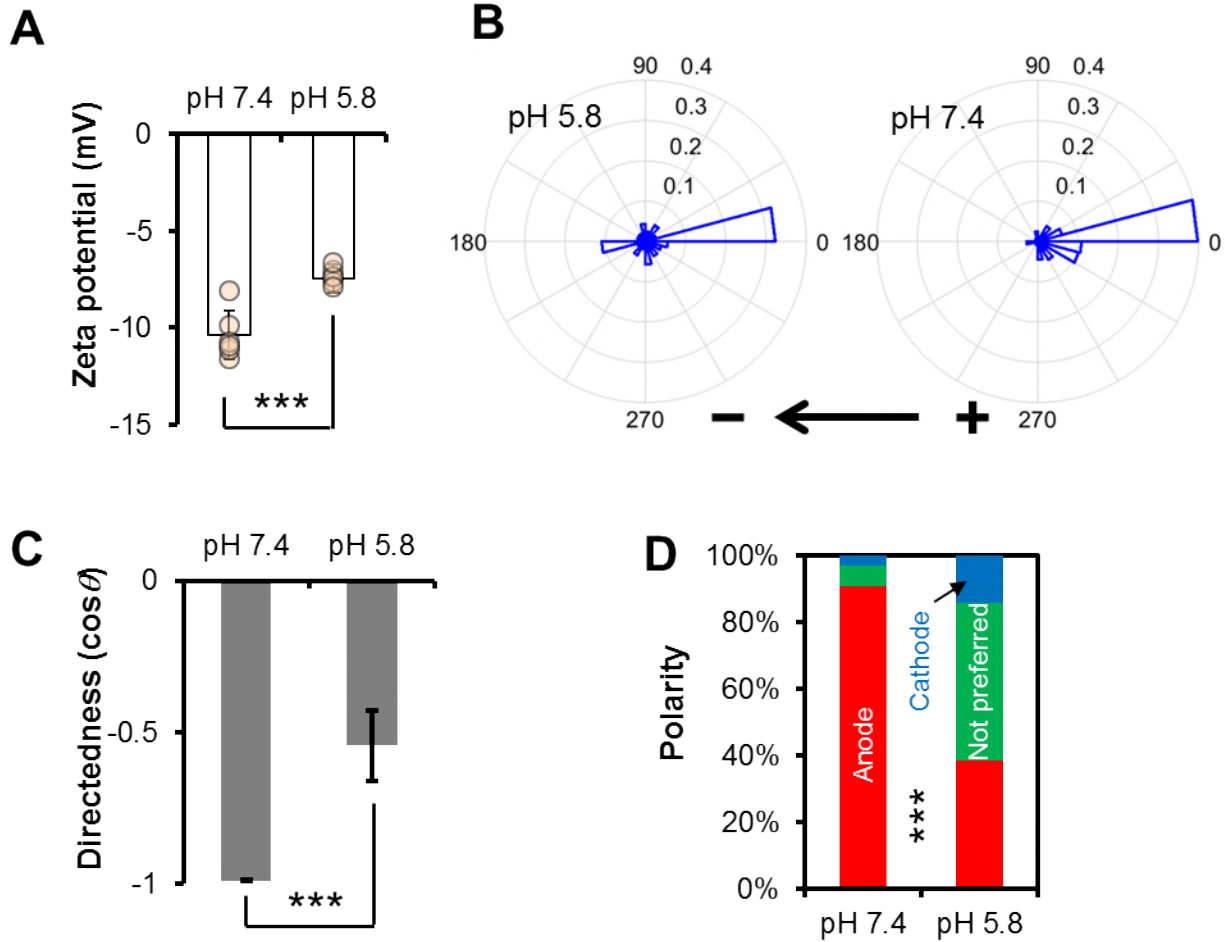 A
pH 7.4 pH 5.8
Zeta potential (mV)
0
-5
-10
-15
***
B
pH 5.8
90 0.4
0.3
0.2
0.1
180
0
270
pH 7.4
90 0.4
0.3
0.2
0.1
180
0
270
− +
C
pH 7.4 pH 5.8
Directedness (cosθ)
0
-0.5
-1
***
D
Polarity
100%
80%
60%
40%
20%
0%
Anode
Cathode
Not preferred
***
pH 7.4 pH 5.8